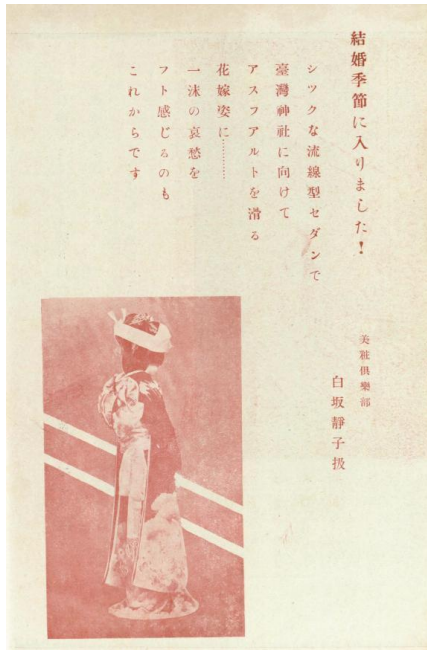 結婚季節に入りました!
シツクな流線型セダンで
臺灣神社に向けて
アスフアルトを滑る
花嫁姿に…………
一沫の哀愁を
フト感じるのも
これからです
美粧倶樂部
白坂靜子扱